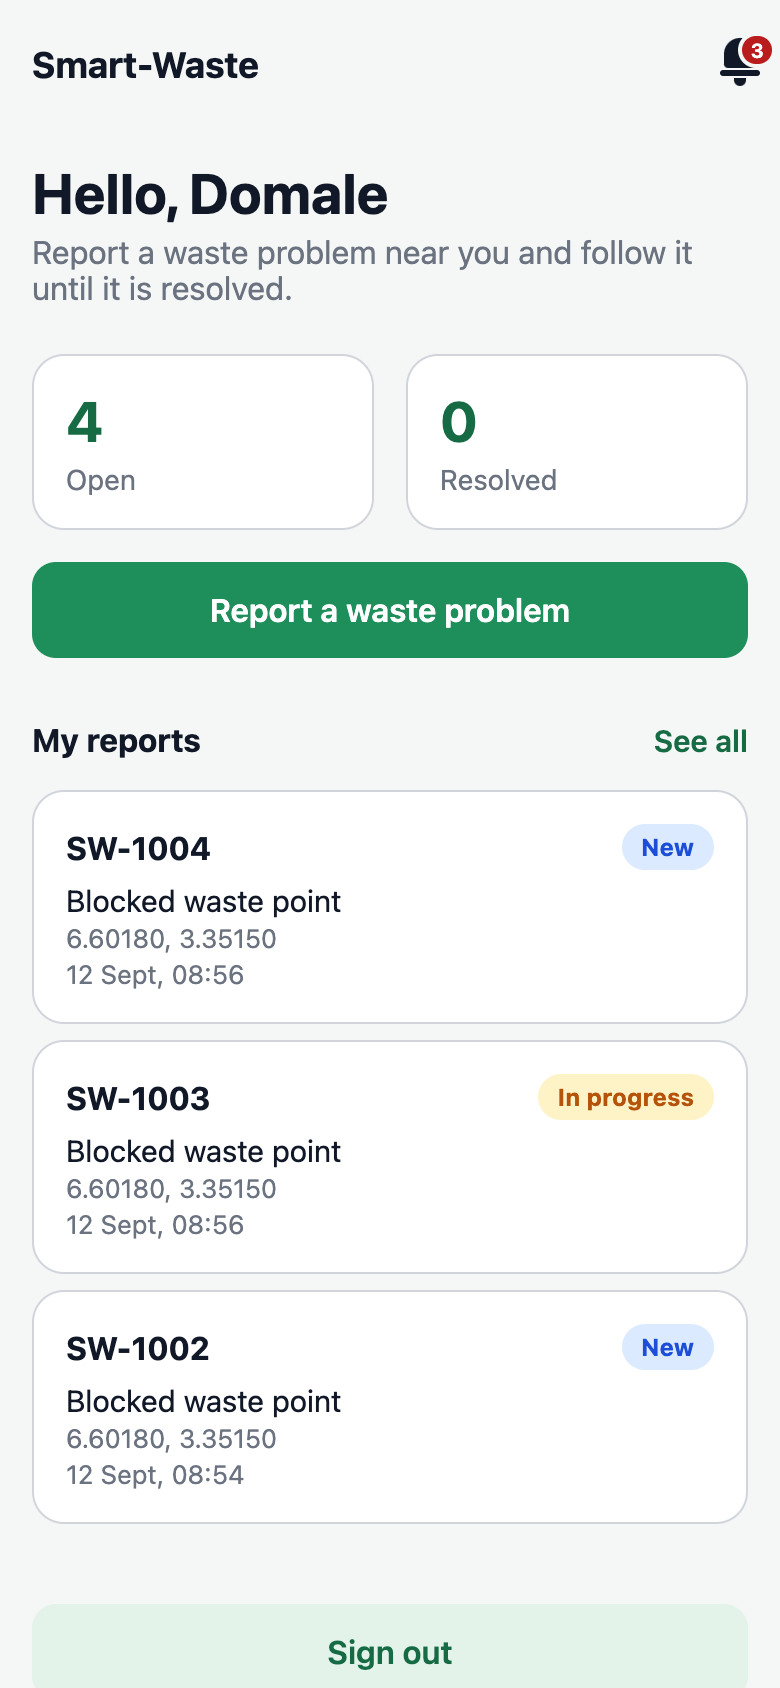 Smart-Waste
3
Hello, Domale
Report a waste problem near you and follow it
until it is resolved.
4
Open
0
Resolved
Report a waste problem
My reports
See all
SW-1004
New
Blocked waste point
6.60180, 3.35150
12 Sept, 08:56
SW-1003
In progress
Blocked waste point
6.60180, 3.35150
12 Sept, 08:56
SW-1002
New
Blocked waste point
6.60180, 3.35150
12 Sept, 08:54
Sign out